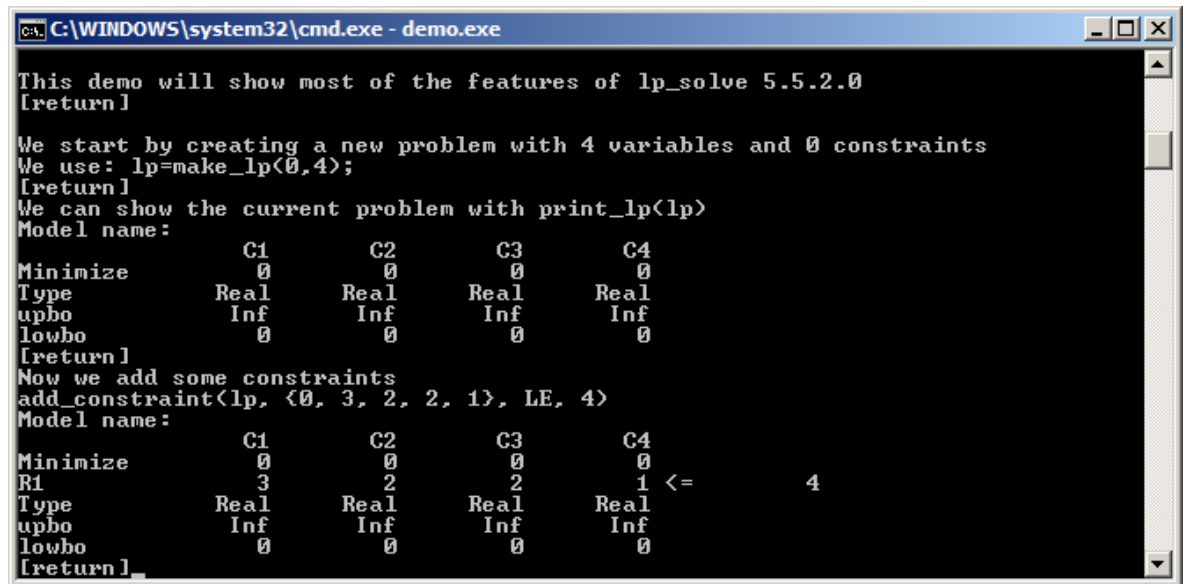 C:\WINDOWS\system32\cmd.exe - demo.exe
This demo will show most of the features of lp_solve 5.5.2.0
[return]
We start by creating a new problem with 4 variables and 0 constraints
We use: lp=make_lp(0,4);
[return]
We can show the current problem with print_lp(lp)
Model name:
C1 C2 C3 C4
Minimize 0 0 0 0
Type Real Real Real Real
upbo Inf Inf Inf Inf
lowbo 0 0 0 0
[return]
Now we add some constraints
add_constraint(lp, {0, 3, 2, 2, 1}, LE, 4)
Model name:
C1 C2 C3 C4
Minimize 0 0 0 0
R1 3 2 2 1 <= 4
Type Real Real Real Real
upbo Inf Inf Inf Inf
lowbo 0 0 0 0
[return]